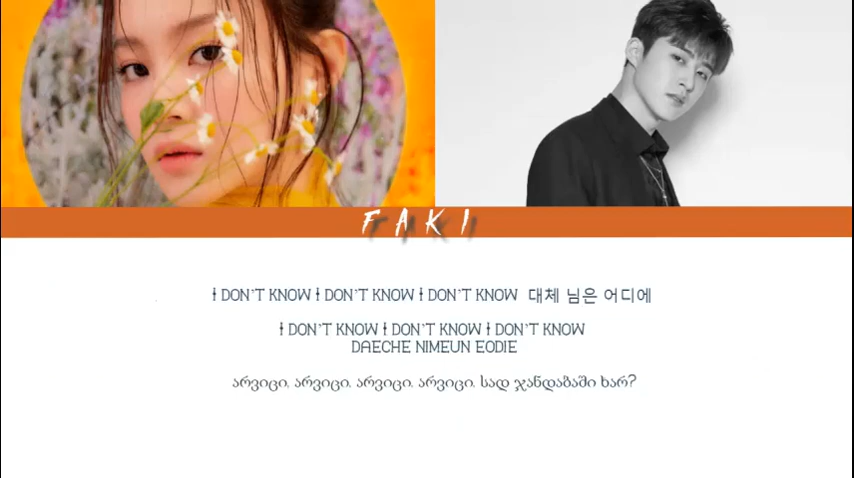 FAKI
I DON'T KNOW I DON'T KNOW I DON'T KNOW 대체 님은 어디에
I DON'T KNOW I DON'T KNOW I DON'T KNOW
DAECHE NIMEUN EODIE
არვიცი, არვიცი, არვიცი, არვიცი, სად ჯანდაბაში ხარ?